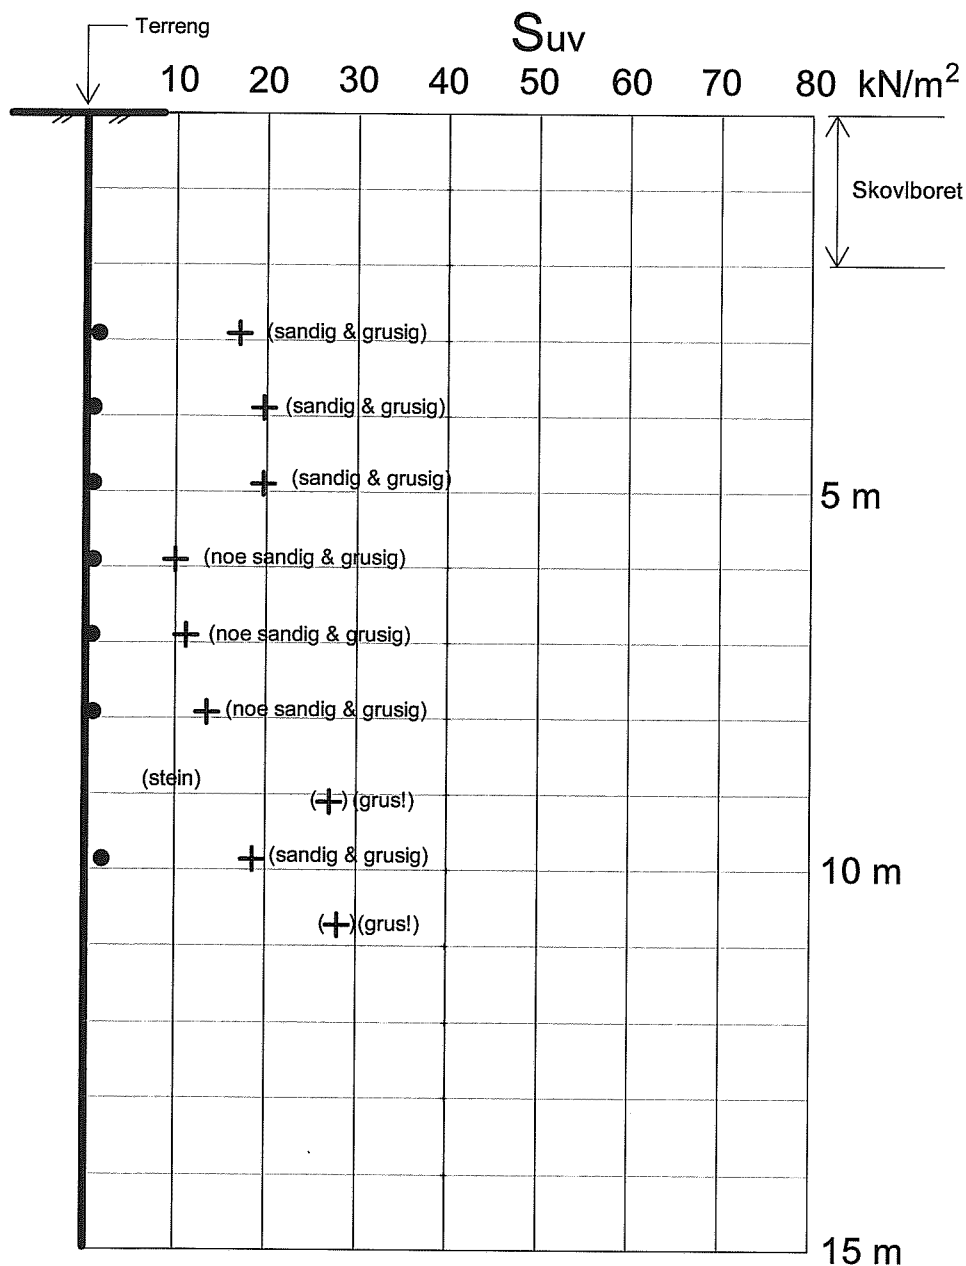 Terreng
Suv
10 20 30 40 50 60 70 80 kN/m²
Skovlboret
(sandig & grusig)
(sandig & grusig)
(sandig & grusig)
5 m
(noe sandig & grusig)
(noe sandig & grusig)
(noe sandig & grusig)
(stein)
( ) (grus!)
(sandig & grusig)
10 m
( ) (grus!)
15 m